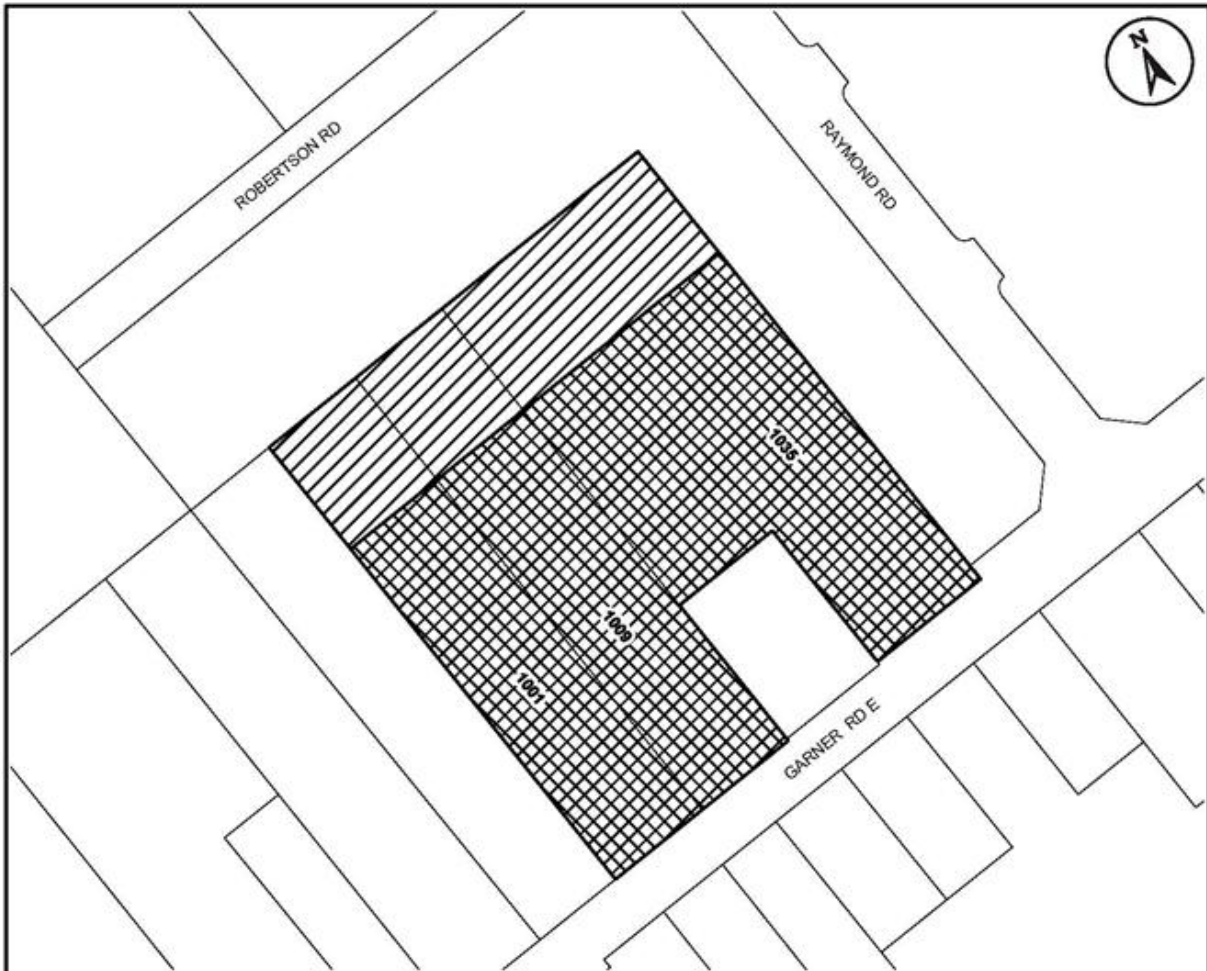 N
ROBERTSON RD
RAYMOND RD
1035
1009
1001
GARNER RD E